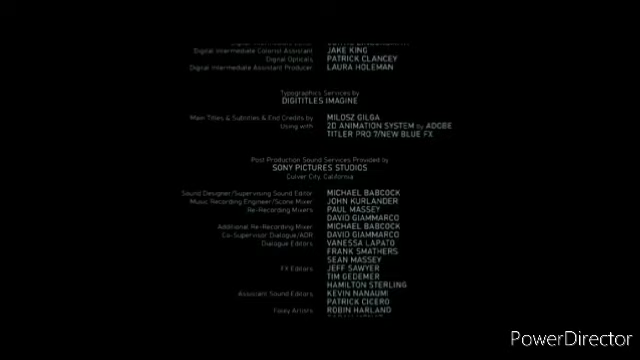 Digital Intermediate Colorist Assistant JAKE KING
Digital Opticals PATRICK CLANCEY
Digital Intermediate Assistant Producer LAURA HOLEMAN
Typographics Services by
DIGITITLES IMAGINE
Main Titles & Subtitles & End Credits by MILOSZ GILGA
Using with 2D ANIMATION SYSTEM by ADOBE
TITLER PRO 7/NEW BLUE FX
Post Production Sound Services Provided by
SONY PICTURES STUDIOS
Culver City, California
Sound Designer/Supervising Sound Editor MICHAEL BABCOCK
Music Recording Engineer/Score Mixer JOHN KURLANDER
Re-Recording Mixers PAUL MASSEY
DAVID GIAMMARCO
Additional Re-Recording Mixer MICHAEL BABCOCK
Co-Supervisor Dialogue/ADR DAVID GIAMMARCO
Dialogue Editors VANESSA LAPATO
FRANK SMATHERS
SEAN MASSEY
FX Editors JEFF SAWYER
TIM GEDEMER
HAMILTON STERLING
Assistant Sound Editors KEVIN NANAUMI
PATRICK CICERO
Foley Artists ROBIN HARLAND
PowerDirector